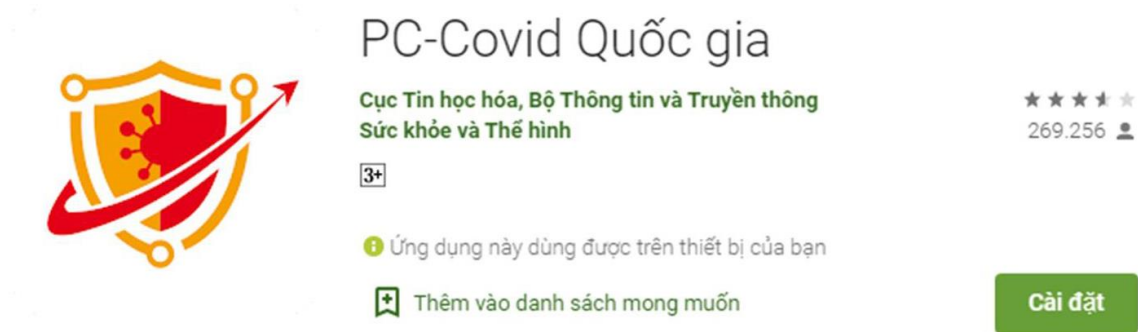 PC-Covid Quốc gia
Cục Tin học hóa, Bộ Thông tin và Truyền thông
Sức khỏe và Thể hình
269.256
3+
Ứng dụng này dùng được trên thiết bị của bạn
Thêm vào danh sách mong muốn
Cài đặt